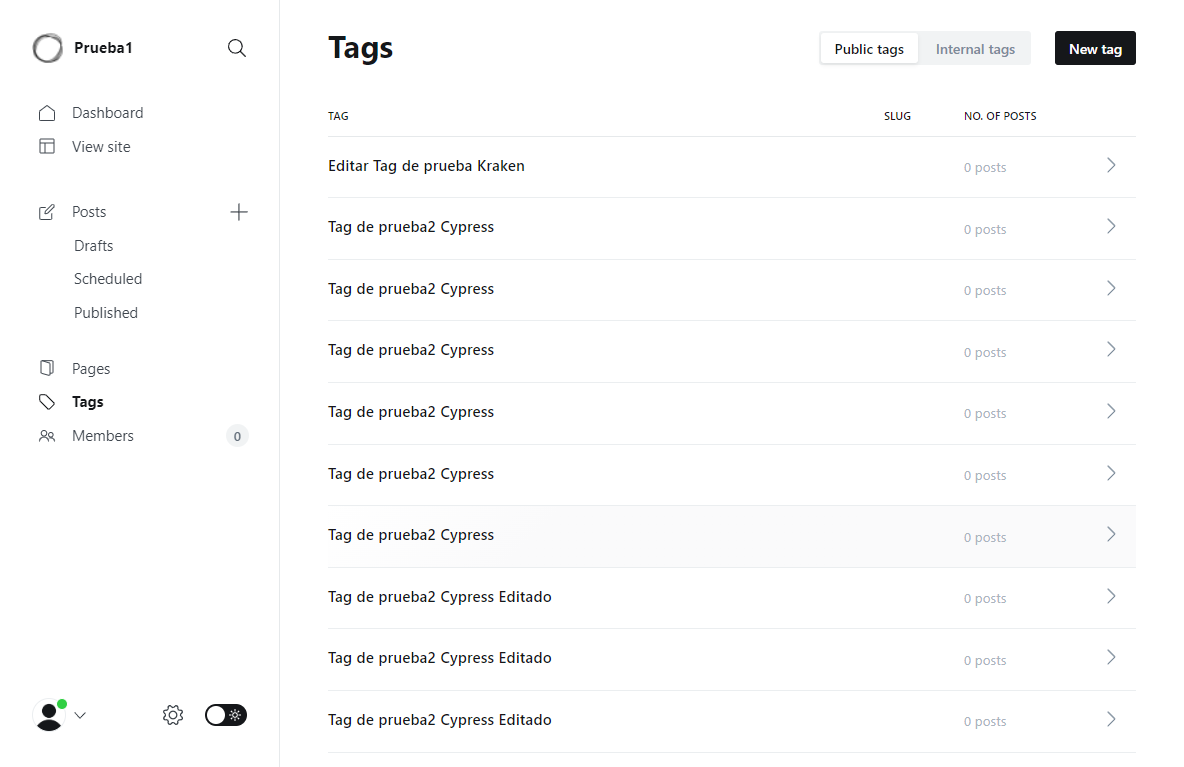 Prueba1
Dashboard
View site
Posts
Drafts
Scheduled
Published
Pages
Tags
Members 0
Tags
Public tags Internal tags New tag
TAG SLUG NO. OF POSTS
Editar Tag de prueba Kraken 0 posts
Tag de prueba2 Cypress 0 posts
Tag de prueba2 Cypress 0 posts
Tag de prueba2 Cypress 0 posts
Tag de prueba2 Cypress 0 posts
Tag de prueba2 Cypress 0 posts
Tag de prueba2 Cypress 0 posts
Tag de prueba2 Cypress Editado 0 posts
Tag de prueba2 Cypress Editado 0 posts
Tag de prueba2 Cypress Editado 0 posts